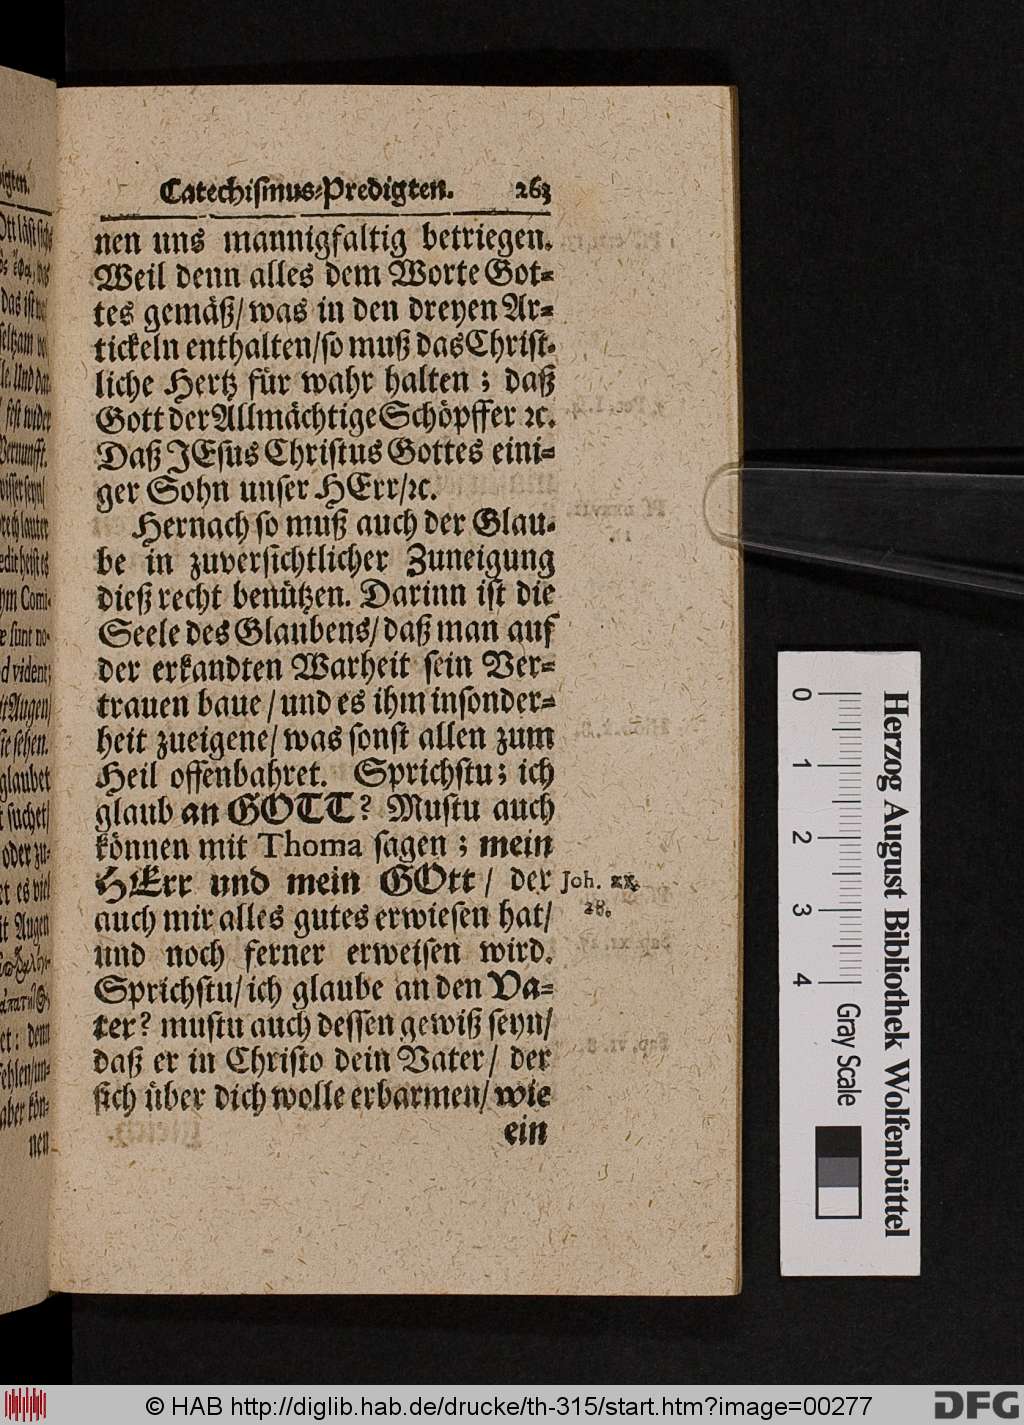 Catechismus-Predigten. 263
nen uns mannigfaltig betriegen.
Weil denn alles dem Worte Got-
tes gemäß/ was in den dreyen Ar-
tickeln enthalten/so muß das Christ-
liche Hertz für wahr halten ; daß
Gott der Allmächtige Schöpffer ꝛc.
Daß JEsus Christus Gottes eini-
ger Sohn unser HErr/ꝛc.
Hernach so muß auch der Glau-
be in zuversichtlicher Zuneigung
dieß recht benützen. Darinn ist die
Seele des Glaubens/ daß man auf
der erkandten Warheit sein Ver-
trauen baue / und es ihm insonder-
heit zueigene/ was sonst allen zum
Heil offenbahret. Sprichstu; ich
glaub an GOTT? Mustu auch
können mit Thoma sagen ; mein
HErr und mein GOtt / der
Joh. xx.
28.
auch mir alles gutes erwiesen hat/
und noch ferner erweisen wird.
Sprichstu/ ich glaube an den Va-
ter? mustu auch dessen gewiß seyn/
daß er in Christo dein Vater / der
sich über dich wolle erbarmen/ wie
ein
0 1 2 3 4
Gray Scale
Herzog August Bibliothek Wolfenbüttel
© HAB http://diglib.hab.de/drucke/th-315/start.htm?image=00277
DFG